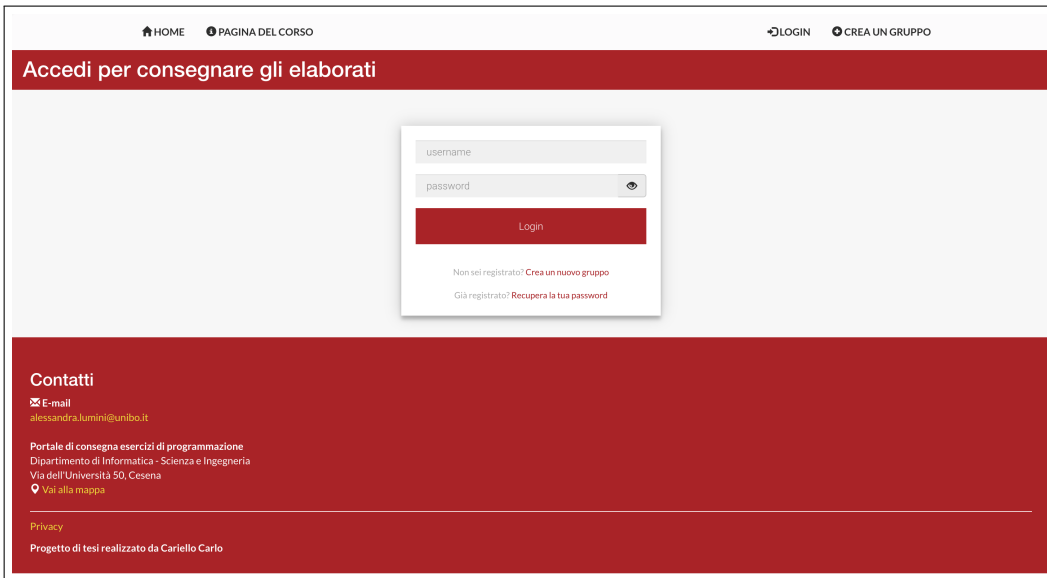 HOME PAGINA DEL CORSO LOGIN CREA UN GRUPPO
Accedi per consegnare gli elaborati
username
password
Login
Non sei registrato? Crea un nuovo gruppo
Già registrato? Recupera la tua password
Contatti
E-mail
alessandra.lumini@unibo.it
Portale di consegna esercizi di programmazione
Dipartimento di Informatica - Scienza e Ingegneria
Via dell'Università 50, Cesena
Vai alla mappa
Privacy
Progetto di tesi realizzato da Cariello Carlo